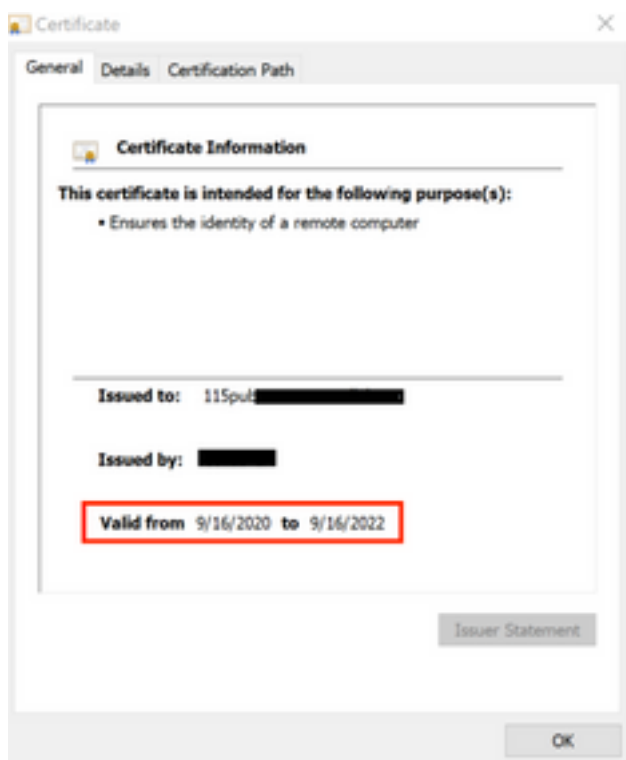 Certificate
General Details Certification Path
Certificate Information
This certificate is intended for the following purpose(s):
• Ensures the identity of a remote computer
Issued to: 115pub
Issued by:
Valid from 9/16/2020 to 9/16/2022
Issuer Statement
OK